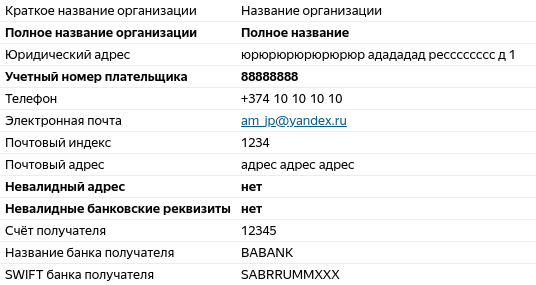 Краткое название организации Название организации
Полное название организации Полное название
Юридический адрес юрюрюрюрюрюрюр адададад рессссссс д 1
Учетный номер плательщика 88888888
Телефон +374 10 10 10 10
Электронная почта am_jp@yandex.ru
Почтовый индекс 1234
Почтовый адрес адрес адрес адрес
Невалидный адрес нет
Невалидные банковские реквизиты нет
Счёт получателя 12345
Название банка получателя BABANK
SWIFT банка получателя SABRRUMMXXX